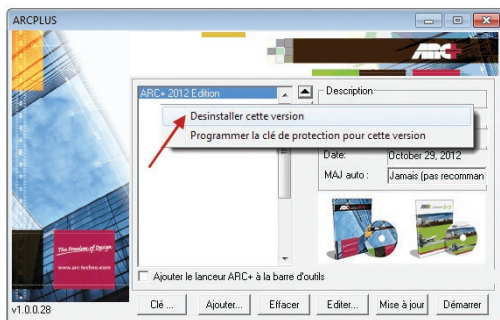 ARCPLUS
ARC+
ARC+ 2012 Edition
Description
Desinstaller cette version
Programmer la clé de protection pour cette version
Date: October 29, 2012
MAJ auto : Jamais (pas recomman
The Freedom of Design
www.arc-techno.com
Ajouter le lanceur ARC+ à la barre d'outils
v1.0.0.28
Clé ...
Ajouter...
Effacer
Editer...
Mise à jour
Démarrer